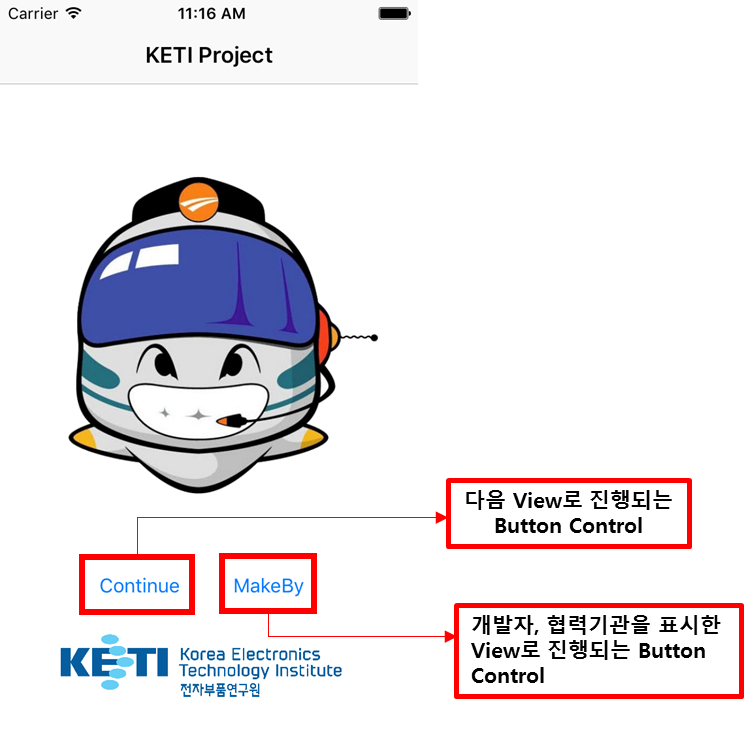 Carrier 11:16 AM
KETI Project
다음 View로 진행되는
Button Control
Continue MakeBy
개발자, 협력기관을 표시한
View로 진행되는 Button
Control
KETI Korea Electronics
Technology Institute
전자부품연구원